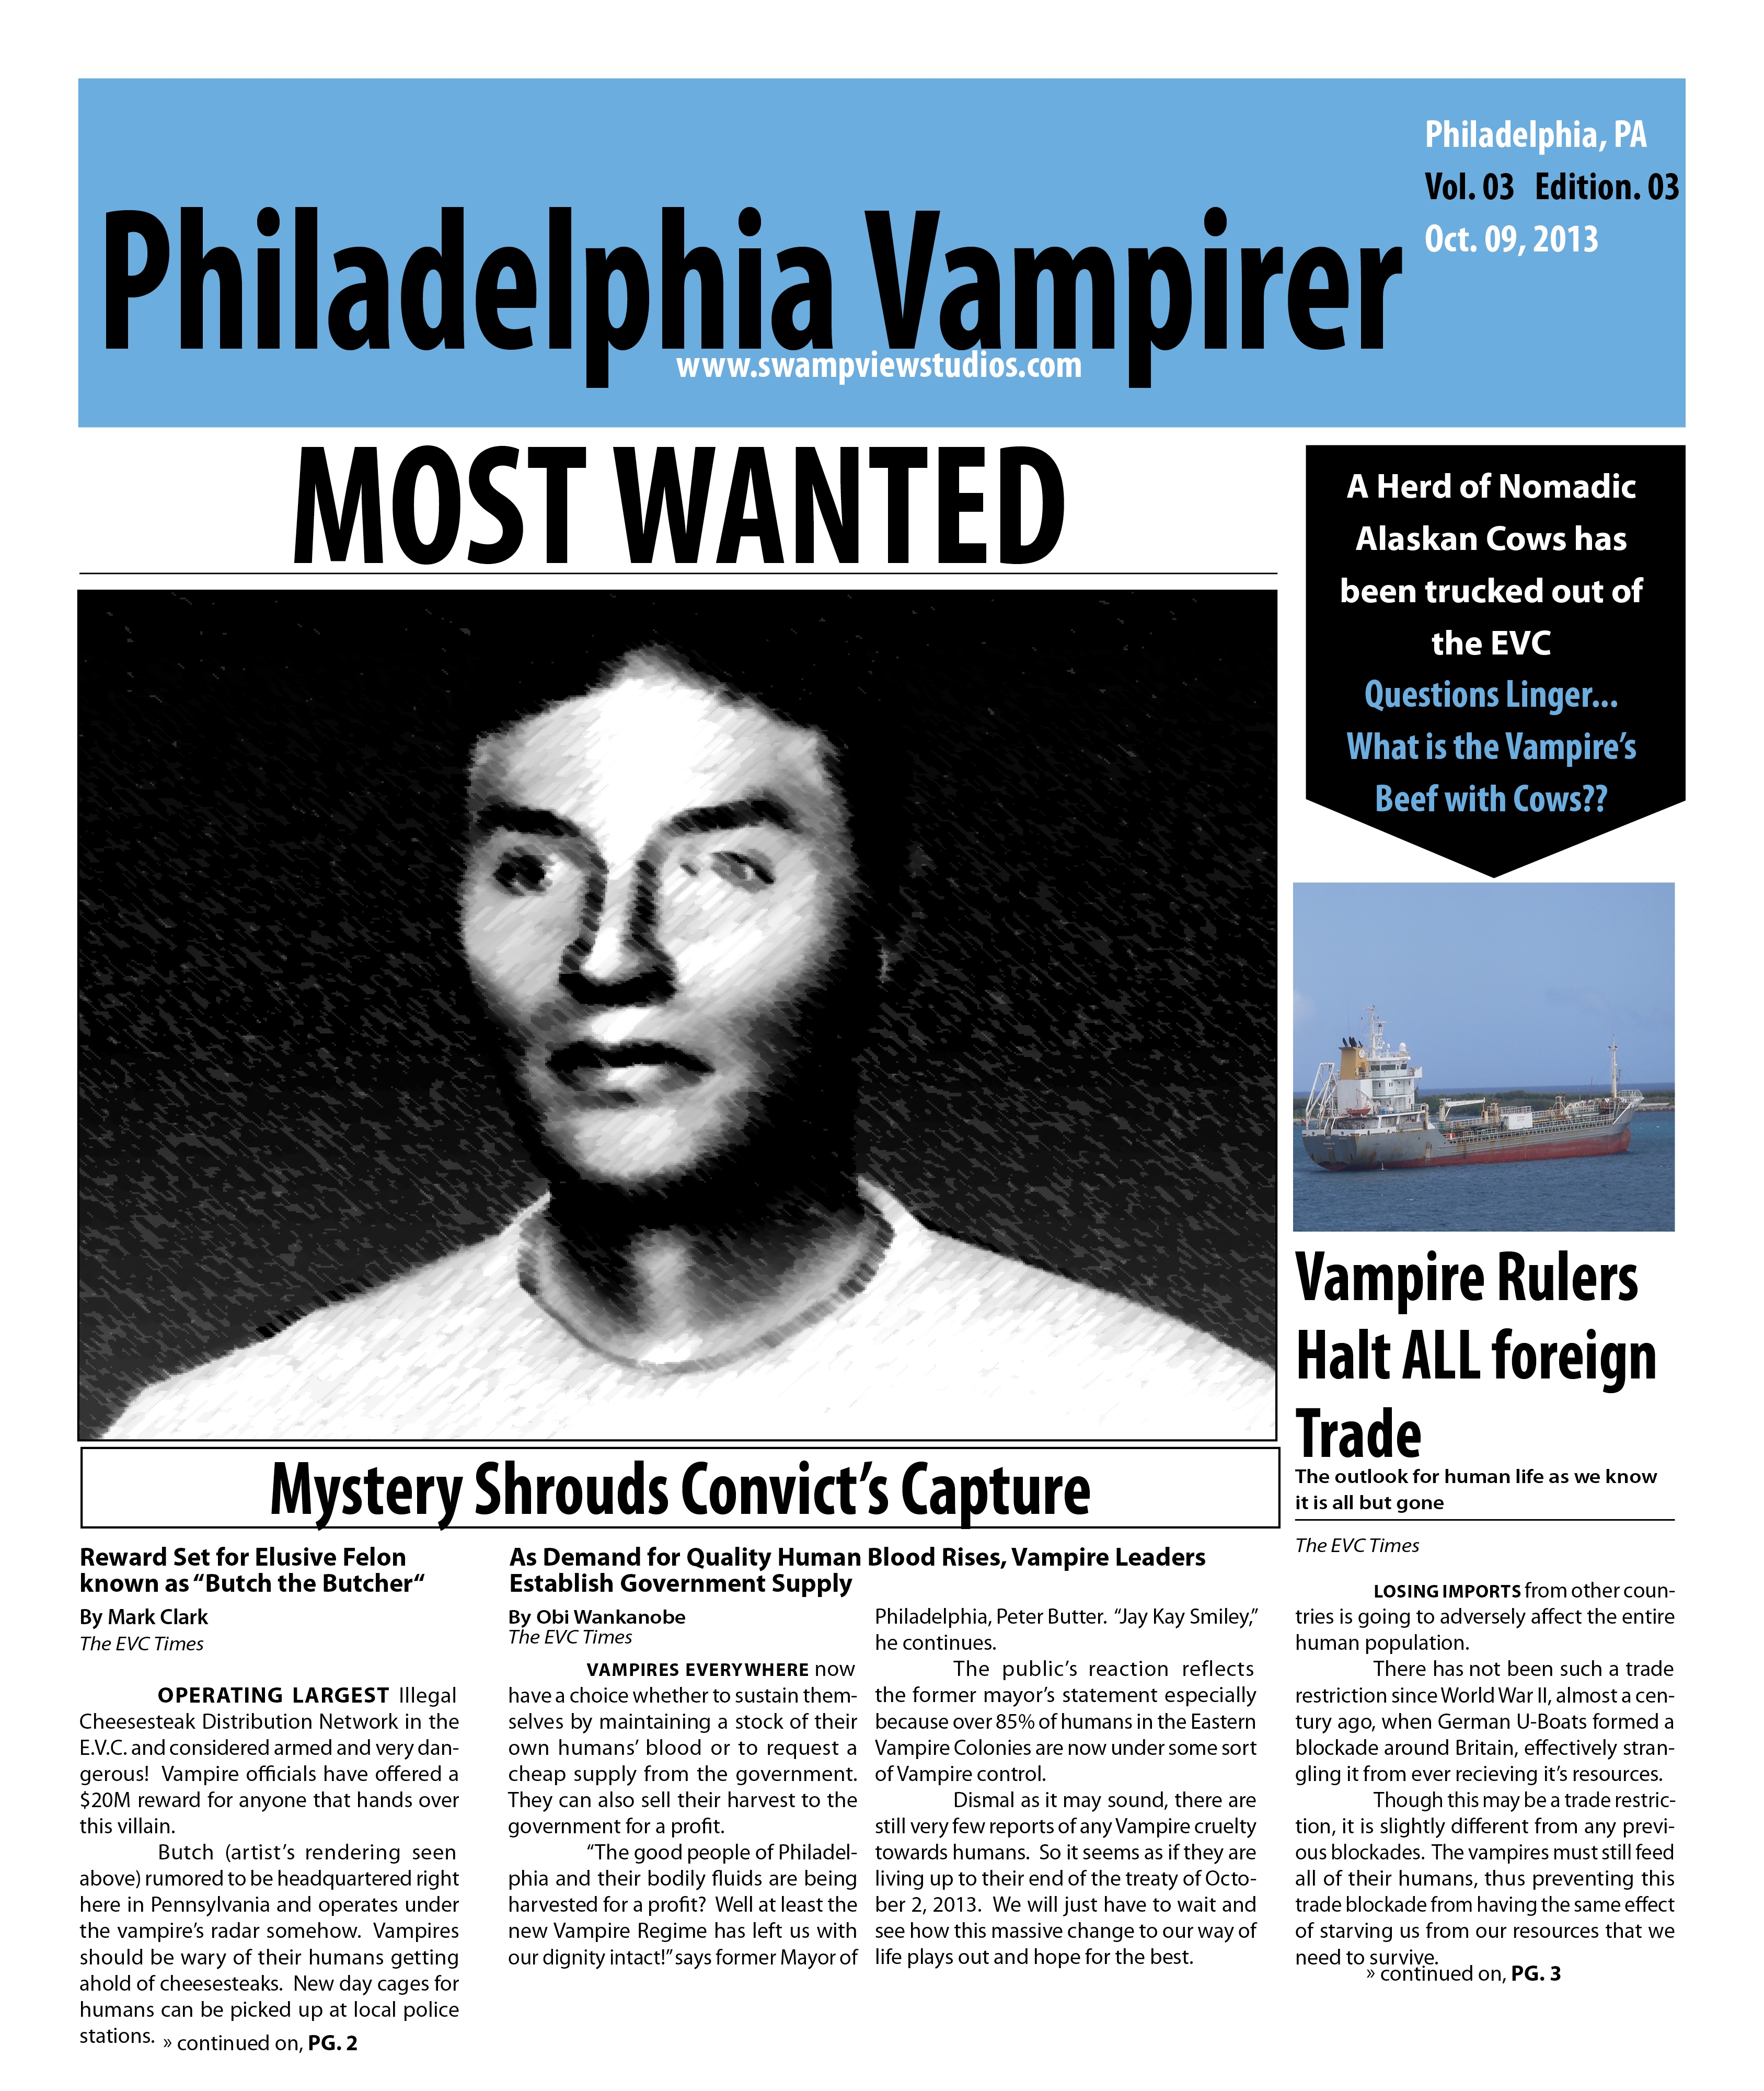 Philadelphia, PA
Vol. 03 Edition. 03
Oct. 09, 2013
Philadelphia Vampirer
www.swampviewstudios.com
MOST WANTED
A Herd of Nomadic
Alaskan Cows has
been trucked out of
the EVC
Questions Linger...
What is the Vampire’s
Beef with Cows??
Mystery Shrouds Convict’s Capture
Reward Set for Elusive Felon
known as “Butch the Butcher“
By Mark Clark
The EVC Times
OPERATING LARGEST Illegal
Cheesesteak Distribution Network in the
E.V.C. and considered armed and very dan-
gerous! Vampire officials have offered a
$20M reward for anyone that hands over
this villain.
Butch (artist’s rendering seen
above) rumored to be headquartered right
here in Pennsylvania and operates under
the vampire’s radar somehow. Vampires
should be wary of their humans getting
ahold of cheesesteaks. New day cages for
humans can be picked up at local police
stations.
» continued on, PG. 2
As Demand for Quality Human Blood Rises, Vampire Leaders
Establish Government Supply
By Obi Wankanobe
The EVC Times
VAMPIRES EVERYWHERE now
have a choice whether to sustain them-
selves by maintaining a stock of their
own humans’ blood or to request a
cheap supply from the government.
They can also sell their harvest to the
government for a profit.
“The good people of Philadel-
phia and their bodily fluids are being
harvested for a profit? Well at least the
new Vampire Regime has left us with
our dignity intact!” says former Mayor of
Philadelphia, Peter Butter. “Jay Kay Smiley,”
he continues.
The public’s reaction reflects
the former mayor’s statement especially
because over 85% of humans in the Eastern
Vampire Colonies are now under some sort
of Vampire control.
Dismal as it may sound, there are
still very few reports of any Vampire cruelty
towards humans. So it seems as if they are
living up to their end of the treaty of Octo-
ber 2, 2013. We will just have to wait and
see how this massive change to our way of
life plays out and hope for the best.
Vampire Rulers
Halt ALL foreign
Trade
The outlook for human life as we know
it is all but gone
The EVC Times
LOSING IMPORTS from other coun-
tries is going to adversely affect the entire
human population.
There has not been such a trade
restriction since World War II, almost a cen-
tury ago, when German U-Boats formed a
blockade around Britain, effectively stran-
gling it from ever recieving it’s resources.
Though this may be a trade restric-
tion, it is slightly different from any previ-
ous blockades. The vampires must still feed
all of their humans, thus preventing this
trade blockade from having the same effect
of starving us from our resources that we
need to survive.
» continued on, PG. 3